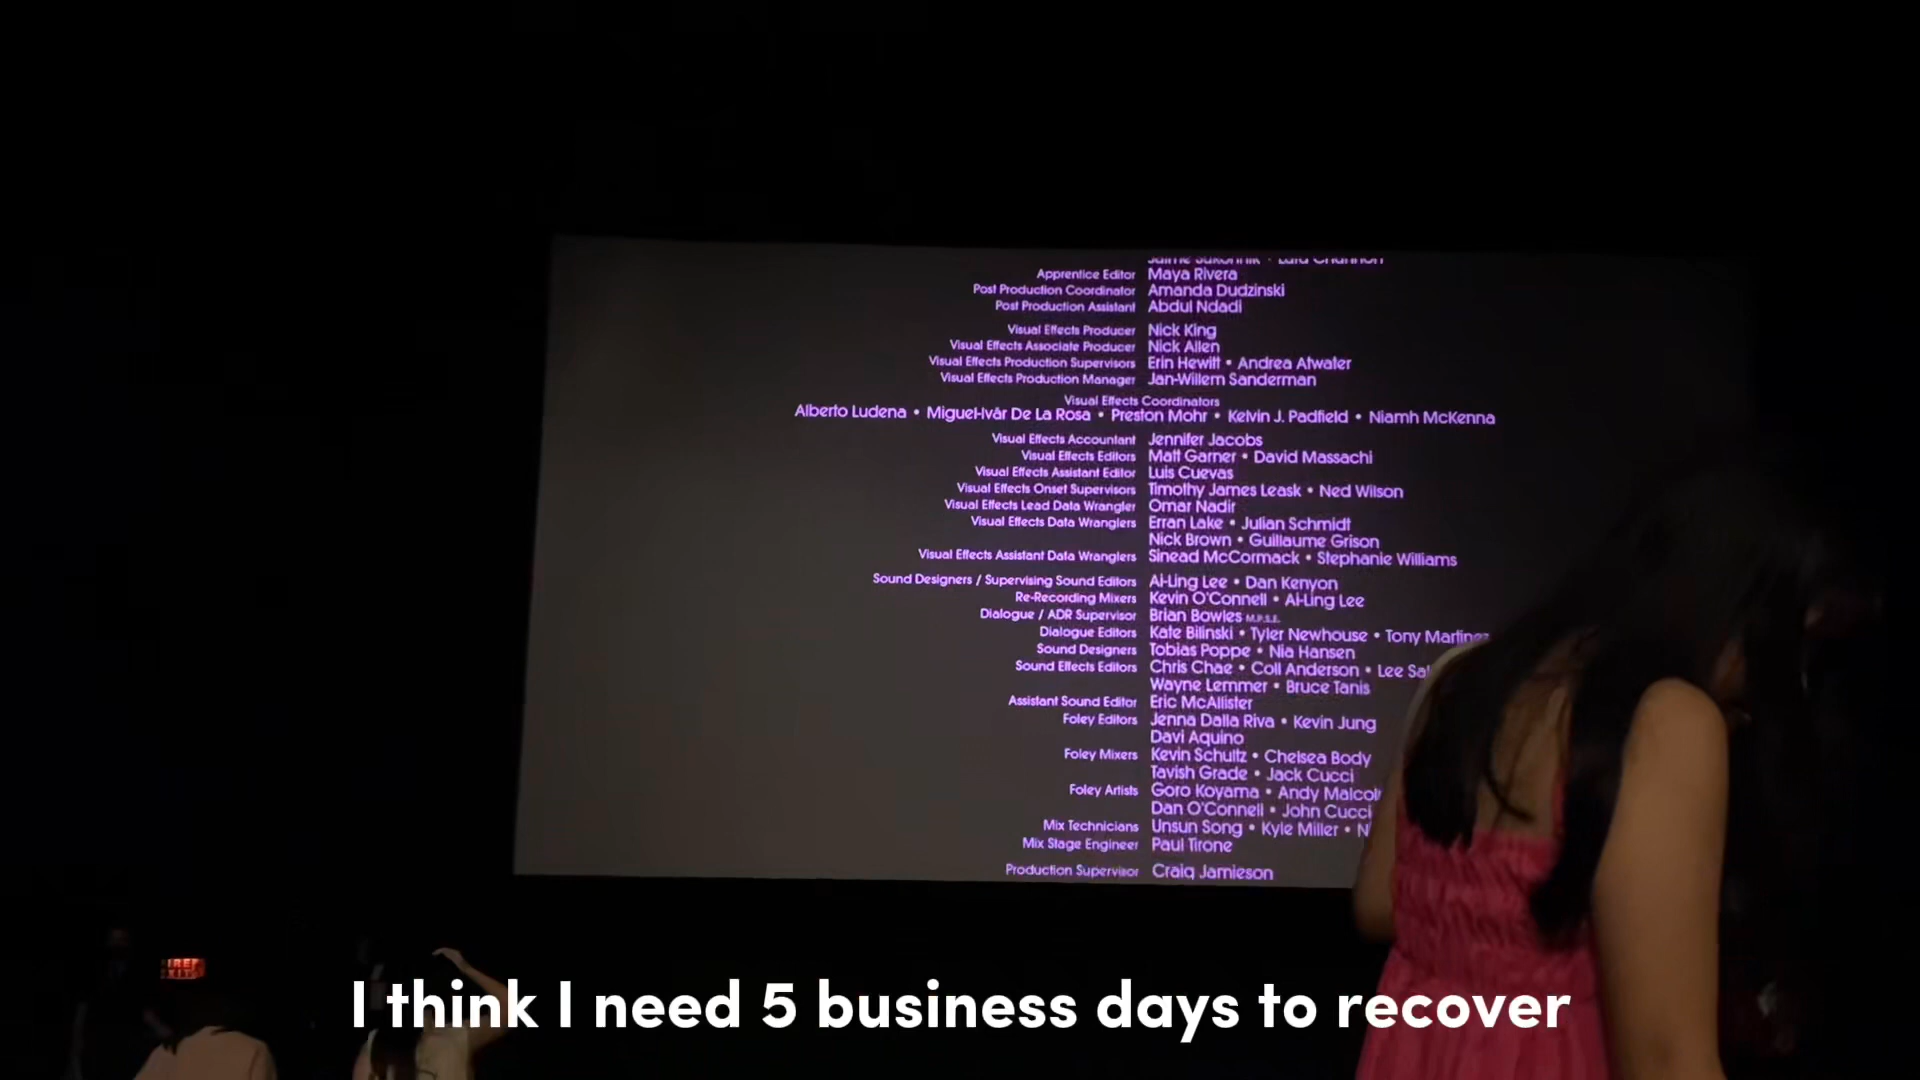 Apprentice Editor Maya Rivera
Post Production Coordinator Amanda Dudzinski
Post Production Assistant Abdul Ndadi
Visual Effects Producer Nick King
Visual Effects Associate Producer Nick Allen
Visual Effects Production Supervisors Erin Hewitt • Andrea Atwater
Visual Effects Production Manager Jan-Willem Sanderman
Visual Effects Coordinators
Alberto Ludena • Miguel-Ivár De La Rosa • Preston Mohr • Kelvin J. Padfield • Niamh McKenna
Visual Effects Accountant Jennifer Jacobs
Visual Effects Editors Matt Garner • David Massachi
Visual Effects Assistant Editor Luis Cuevas
Visual Effects Onset Supervisors Timothy James Leask • Ned Wilson
Visual Effects Lead Data Wrangler Omar Nadir
Visual Effects Data Wranglers Erran Lake • Julian Schmidt
Nick Brown • Guillaume Grison
Visual Effects Assistant Data Wranglers Sinead McCormack • Stephanie Williams
Sound Designers / Supervising Sound Editors Ai-Ling Lee • Dan Kenyon
Re-Recording Mixers Kevin O'Connell • Ai-Ling Lee
Dialogue / ADR Supervisor Brian Bowles M.P.S.E.
Dialogue Editors Kate Bilinski • Tyler Newhouse • Tony Martinez
Sound Designers Tobias Poppe • Nia Hansen
Sound Effects Editors Chris Chae • Coll Anderson • Lee
Wayne Lemmer • Bruce Tanis
Assistant Sound Editor Eric McAllister
Foley Editors Jenna Dalla Riva • Kevin Jung
Davi Aquino
Foley Mixers Kevin Schultz • Chelsea Body
Tavish Grade • Jack Cucci
Foley Artists Goro Koyama • Andy
Dan O'Connell • John Cucci
Mix Technicians Unsun Song • Kyle Miller •
Mix Stage Engineer Paul Tirone
Production Supervisor Craig Jamieson
FIRE
EXIT
I think I need 5 business days to recover